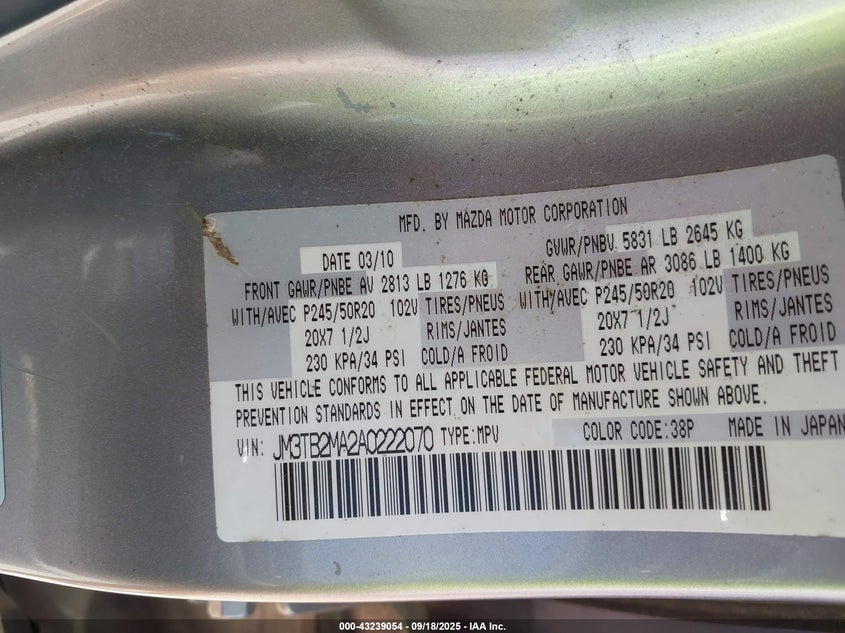 MFD. BY MAZDA MOTOR CORPORATION
DATE 03/10 GVWR/PNBV 5831 LB 2645 KG
FRONT GAWR/PNBE AV 2813 LB 1276 KG REAR GAWR/PNBE AR 3086 LB 1400 KG
WITH/AVEC P245/50R20 102V TIRES/PNEUS WITH/AVEC P245/50R20 102V TIRES/PNEUS
20X7 1/2J RIMS/JANTES 20X7 1/2J RIMS/JANTES
230 KPA/34 PSI COLD/A FROID 230 KPA/34 PSI COLD/A FROID
THIS VEHICLE CONFORMS TO ALL APPLICABLE FEDERAL MOTOR VEHICLE SAFETY AND THEFT
PREVENTION STANDARDS IN EFFECT ON THE DATE OF MANUFACTURE SHOWN ABOVE.
VIN: JM3TB2MA2A0222070 TYPE:MPV COLOR CODE:38P MADE IN JAPAN
000-43239054 - 09/18/2025 - IAA Inc.